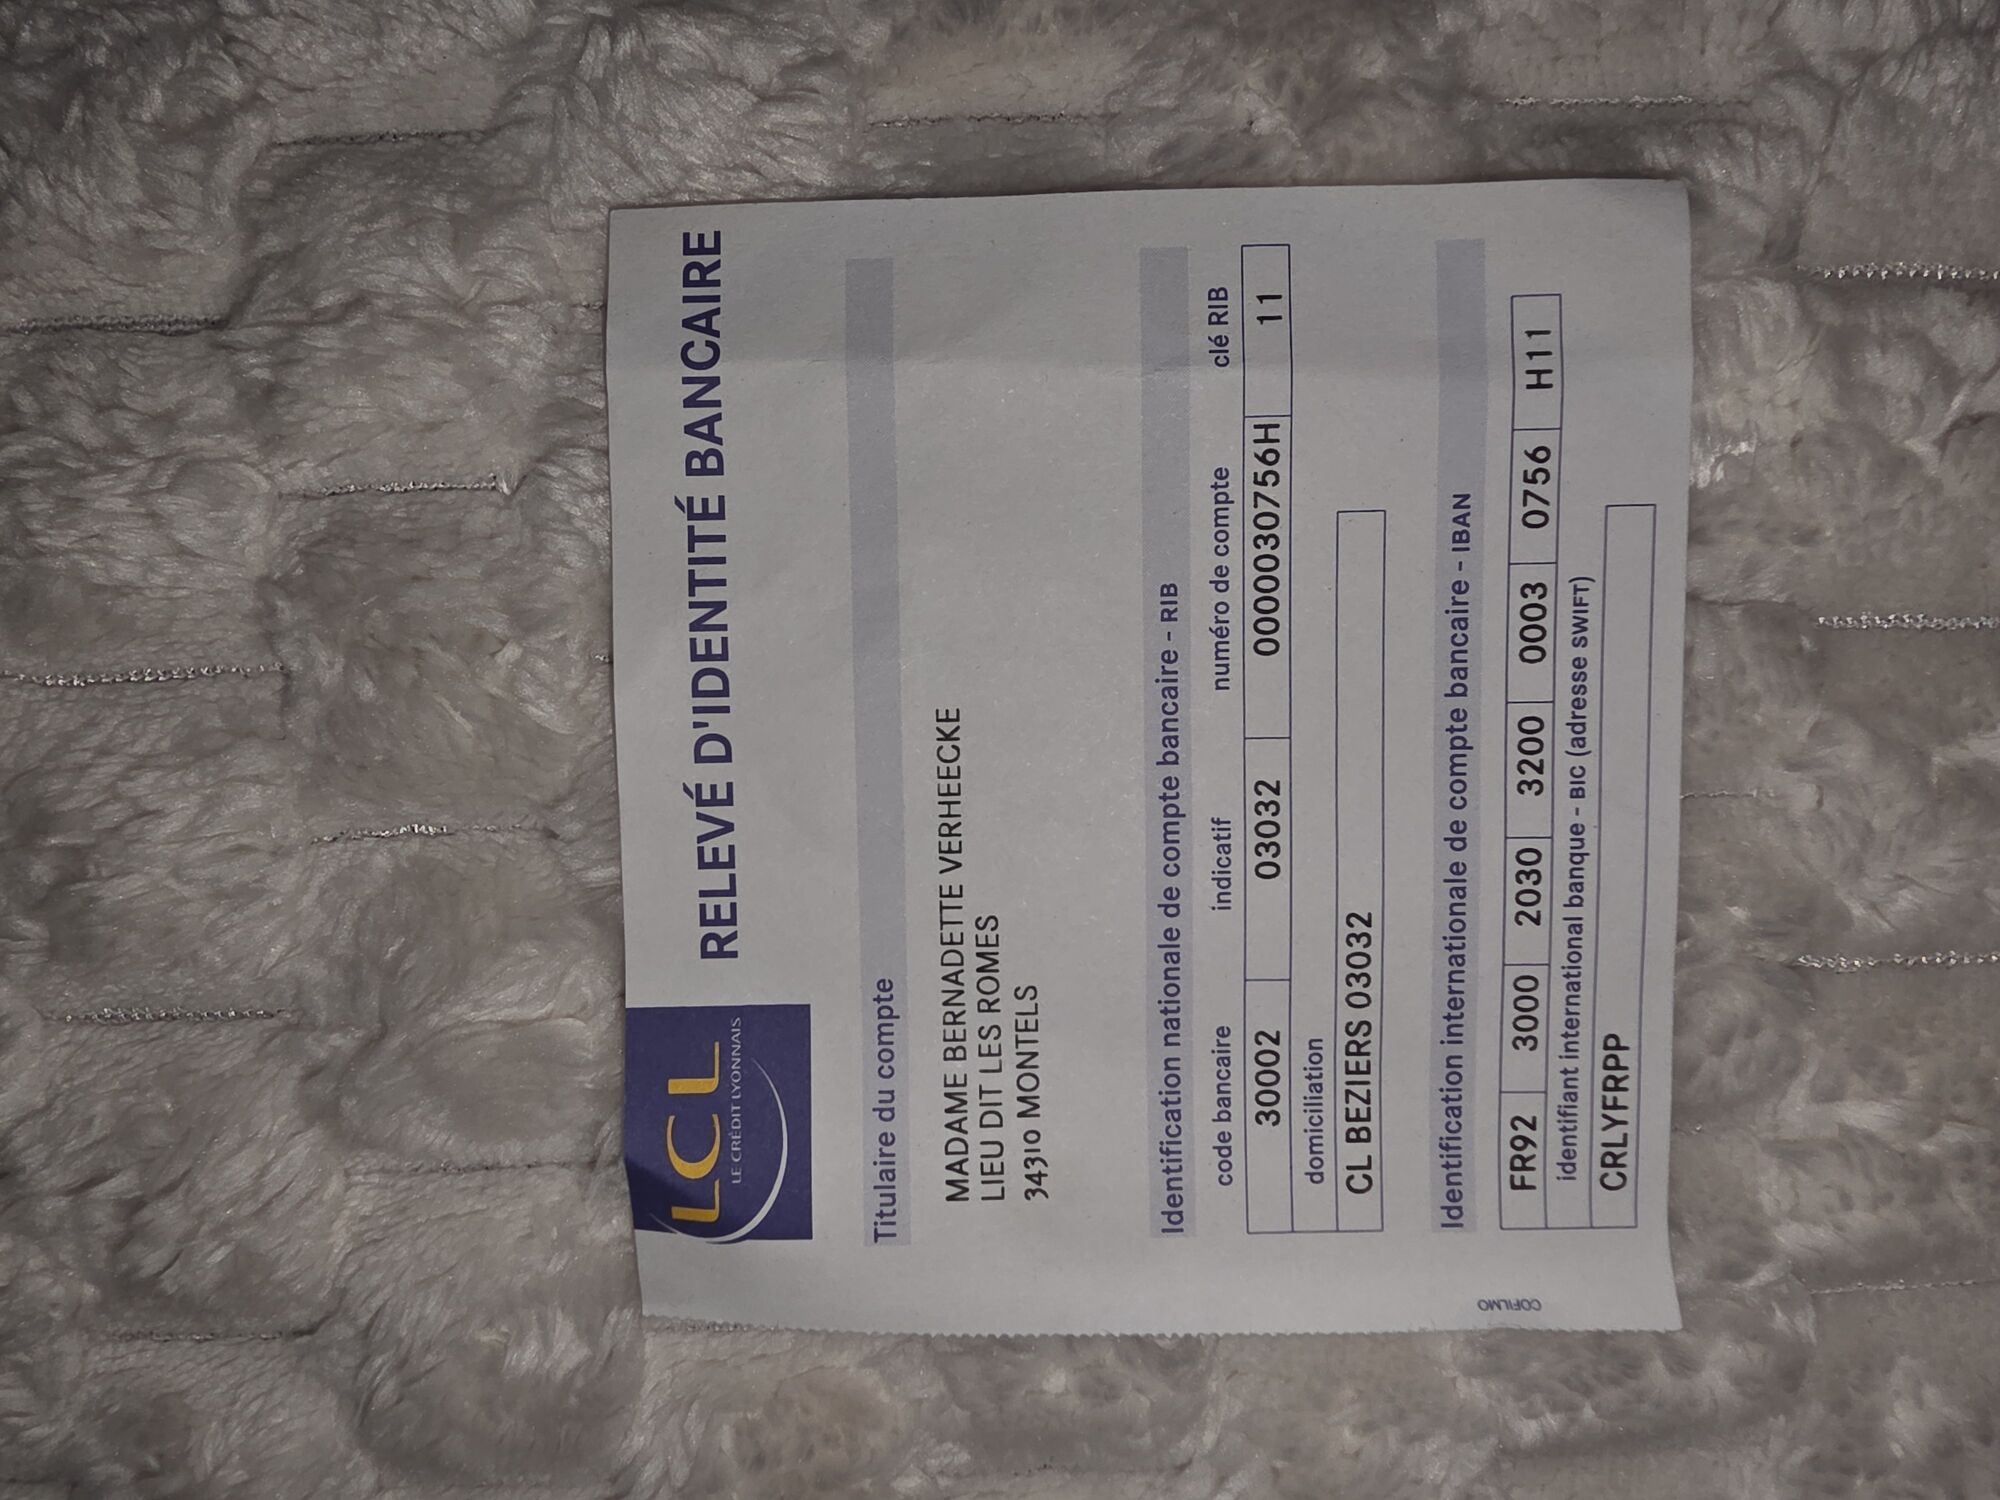 LCL
LE CRÉDIT LYONNAIS
RELEVÉ D'IDENTITÉ BANCAIRE
Titulaire du compte
MADAME BERNADETTE VERHEECKE
LIEU DIT LES ROMES
34310 MONTELS
Identification nationale de compte bancaire - RIB
code bancaire indicatif numéro de compte clé RIB
30002 03032 0000030756H 11
domiciliation
CL BEZIERS 03032
Identification internationale de compte bancaire - IBAN
FR92 3000 2030 3200 0003 0756 H11
identifiant international banque - BIC (adresse SWIFT)
CRLYFRPP
COFILMO